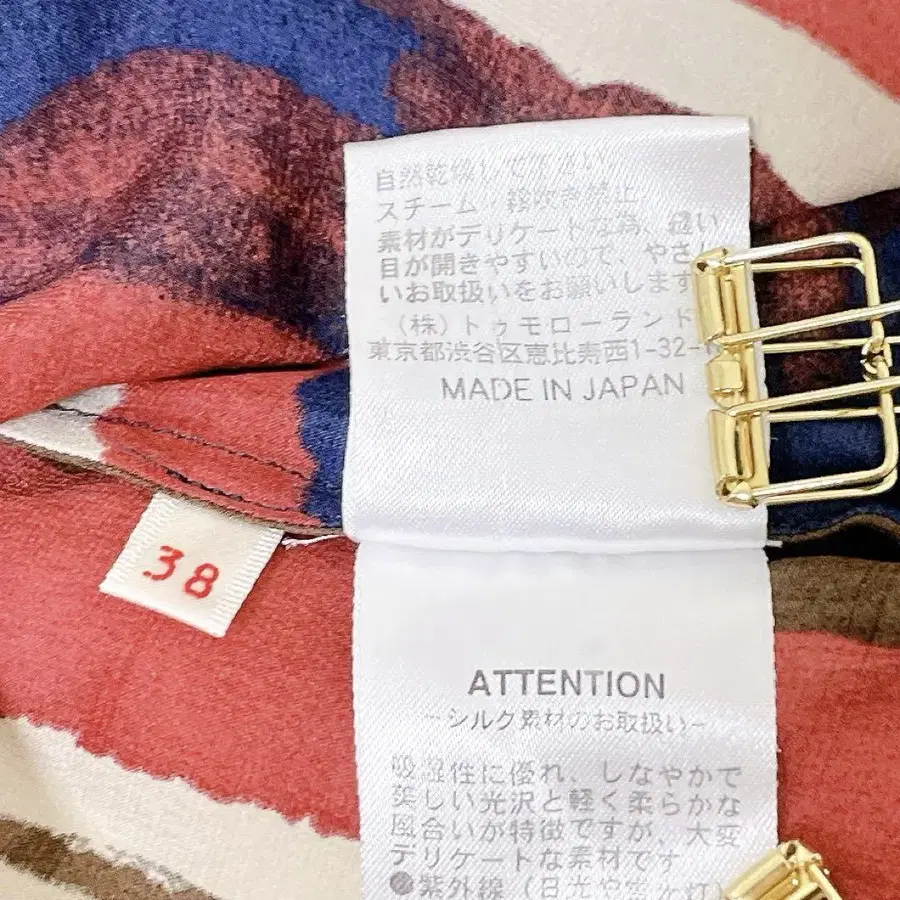 自然乾燥して下さい。
スチーム・霧吹き禁止。
素材がデリケートな為、縫い
目が開きやすいので、やさし
いお取扱いをお願いします
(株)トゥモローランド
東京都渋谷区恵比寿西1-32-
MADE IN JAPAN
38
ATTENTION
-シルク素材のお取扱い-
吸湿性に優れ、しなやかで
美しい光沢と軽く柔らかな
風合いが特徴ですが、大変
デリケートな素材です
●紫外線(日光や蛍光灯)